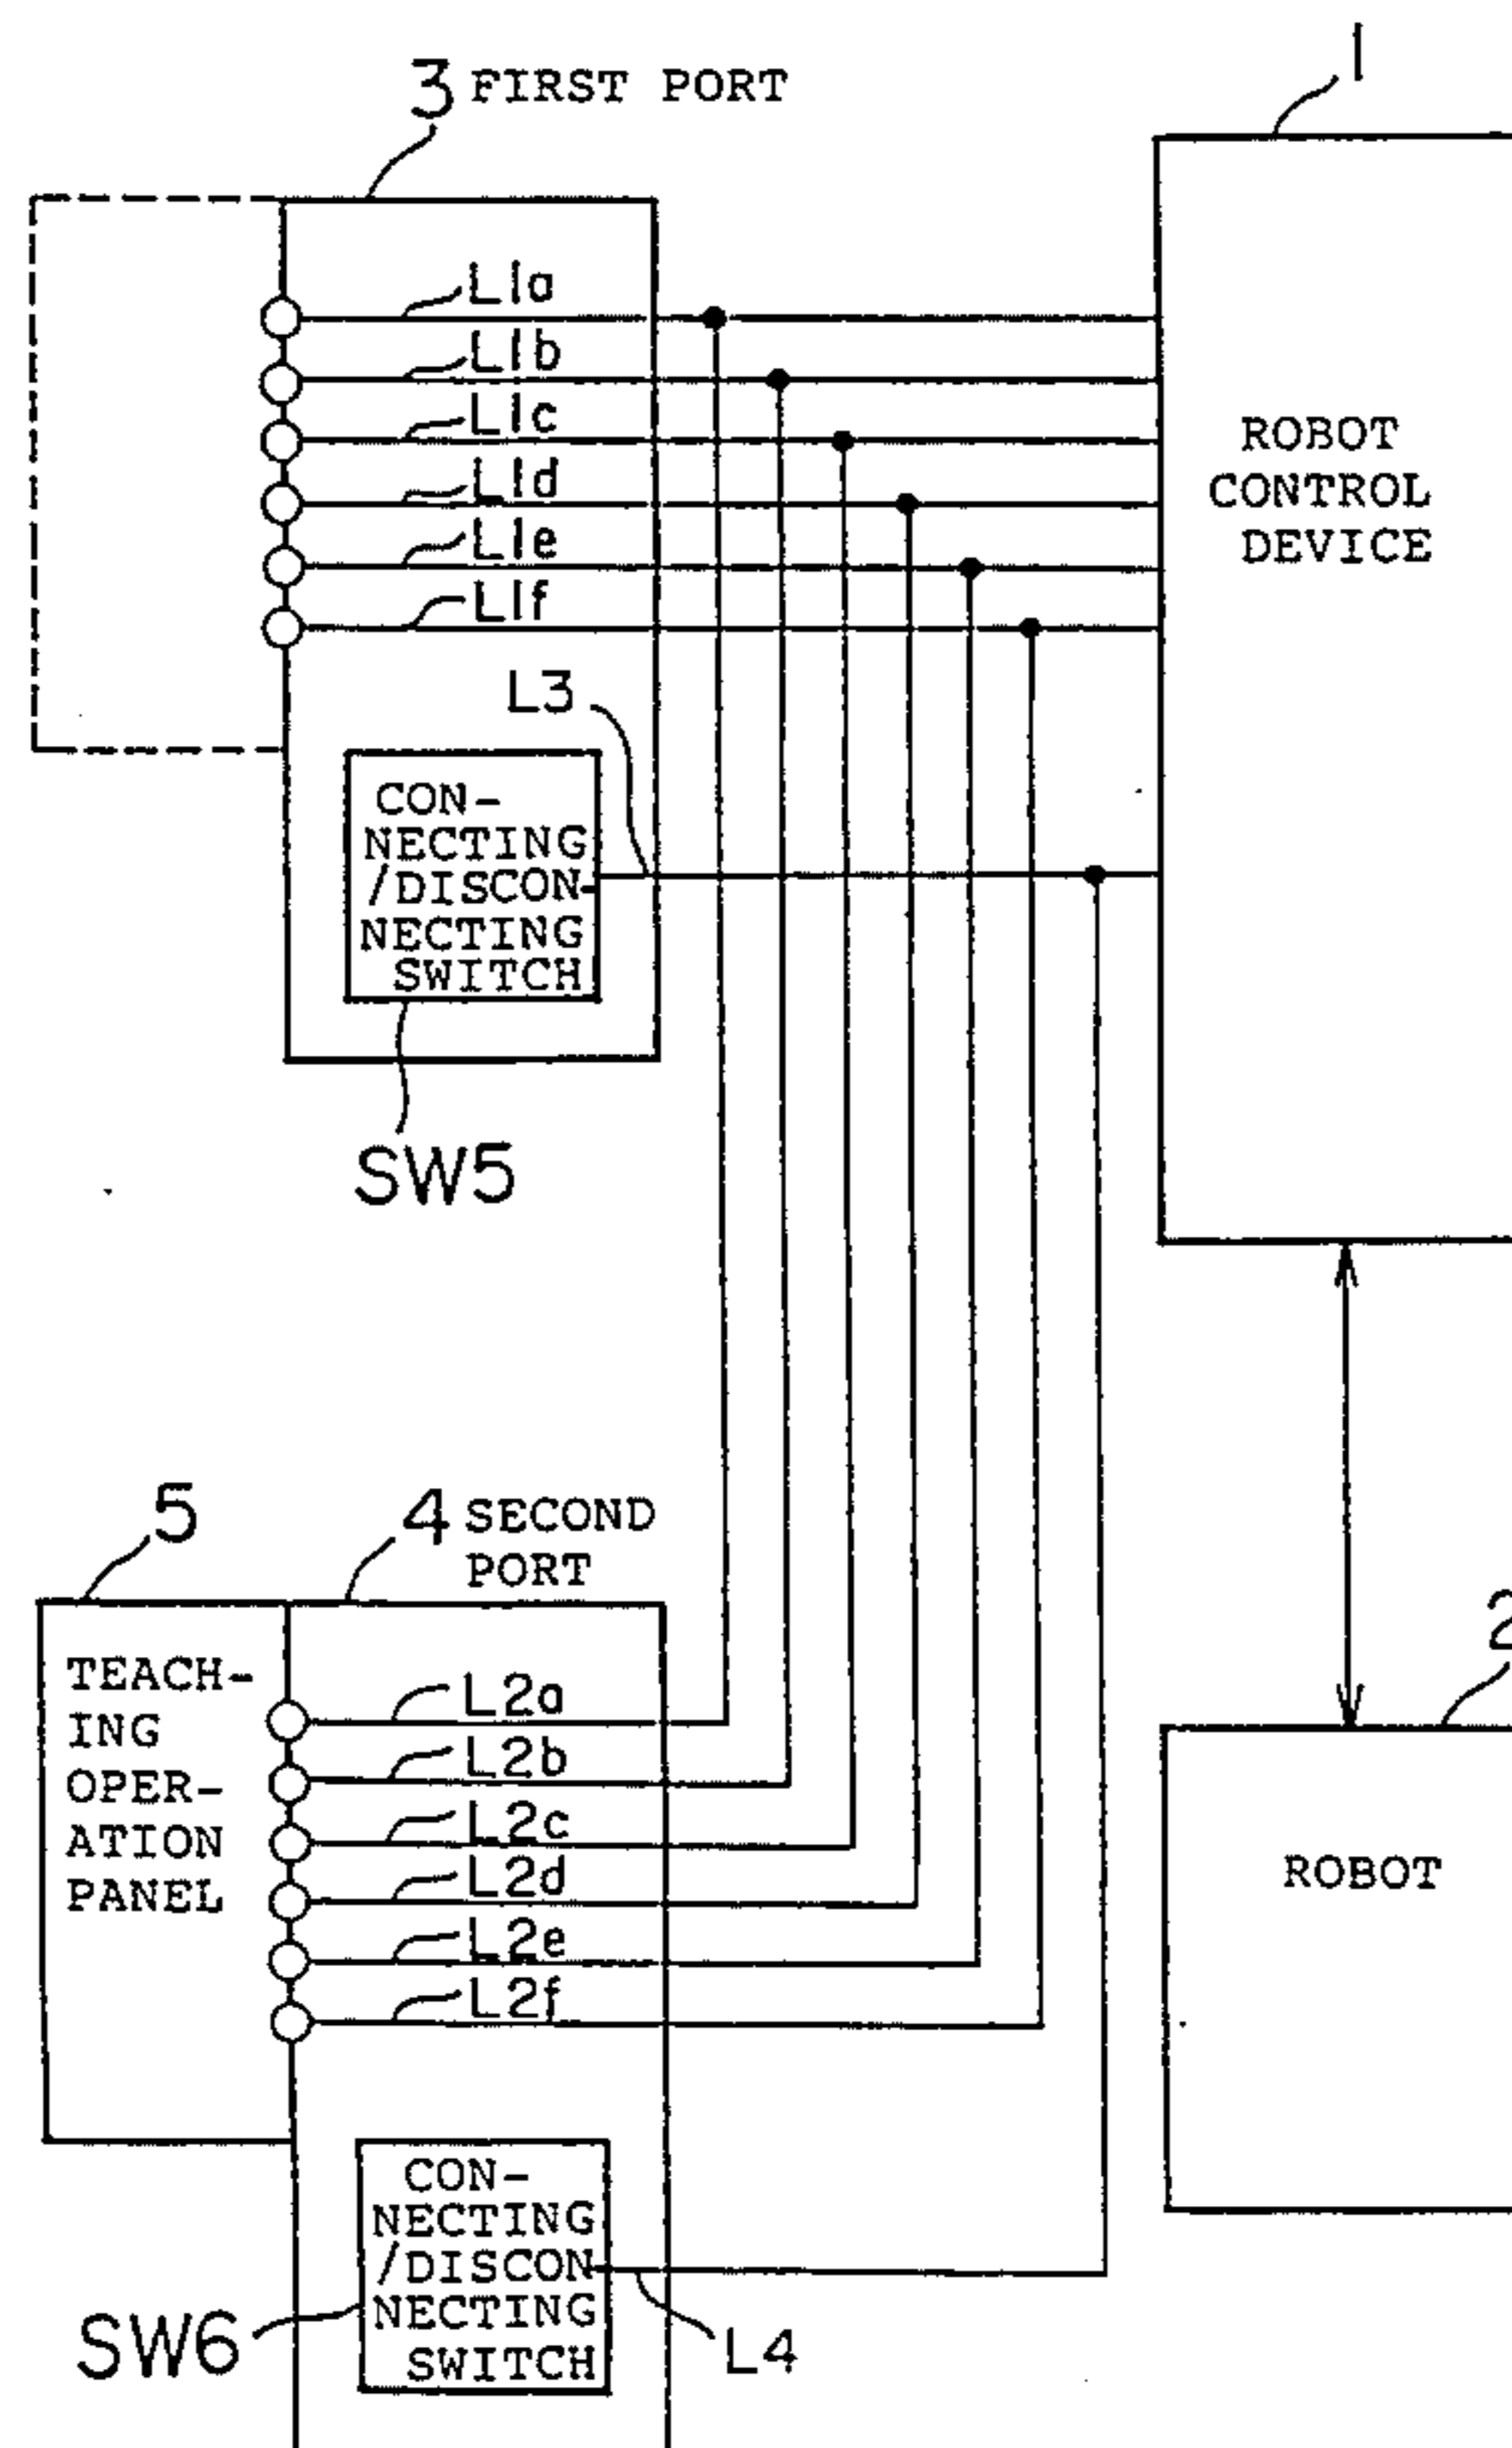 1
3 FIRST PORT
L1a
L1b
L1c
L1d
L1e
L1f
ROBOT
CONTROL
DEVICE
L3
CON-
NECTING
/DISCON-
NECTING
SWITCH
SW5
5
4 SECOND
PORT
2
TEACH-
ING
OPER-
ATION
PANEL
L2a
L2b
L2c
L2d
L2e
L2f
ROBOT
CON-
NECTING
/DISCON
NECTING
SWITCH
SW6
L4